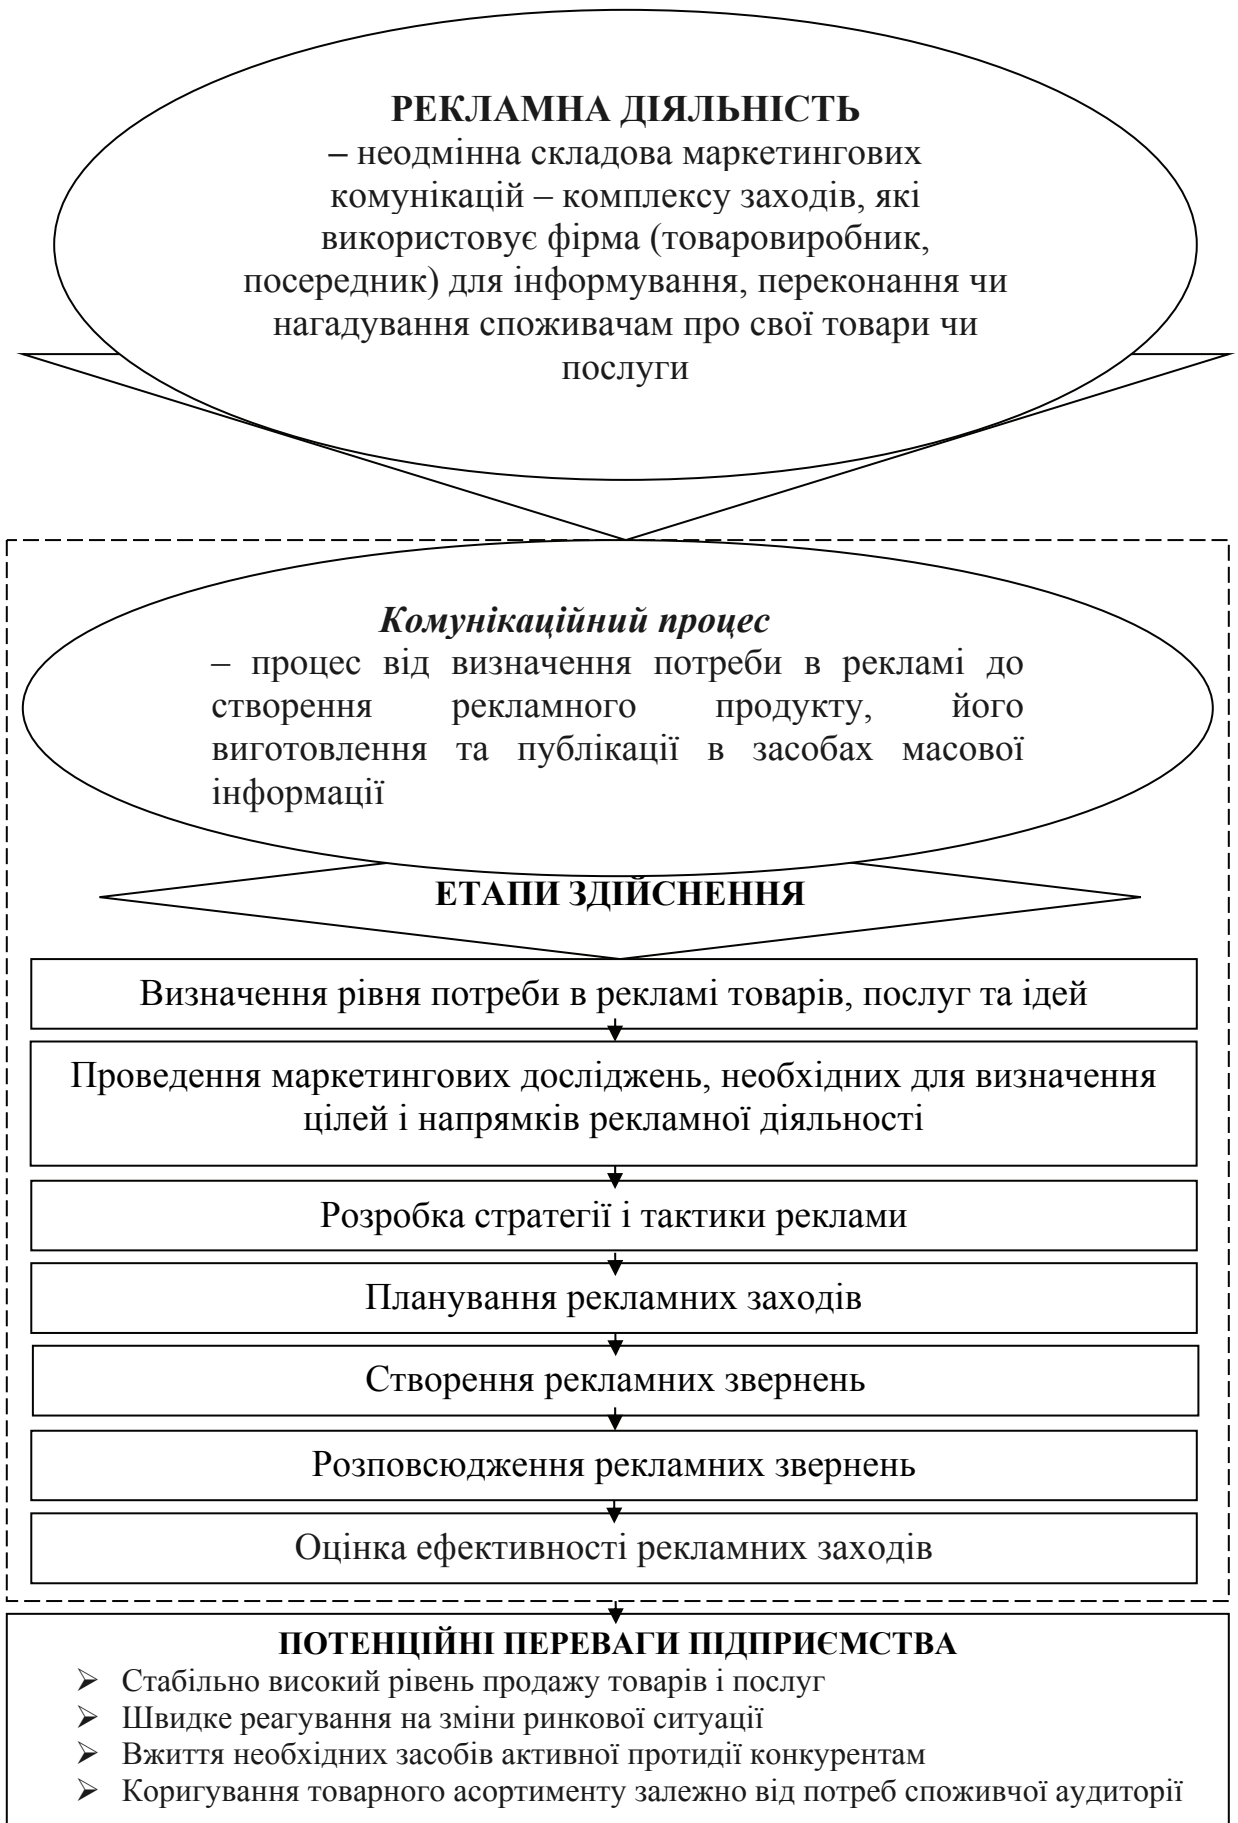 РЕКЛАМНА ДІЯЛЬНІСТЬ
– неодмінна складова маркетингових
комунікацій – комплексу заходів, які
використовує фірма (товаровиробник,
посередник) для інформування, переконання чи
нагадування споживачам про свої товари чи
послуги
Комунікаційний процес
– процес від визначення потреби в рекламі до
створення рекламного продукту, його
виготовлення та публікації в засобах масової
інформації
ЕТАПИ ЗДІЙСНЕННЯ
Визначення рівня потреби в рекламі товарів, послуг та ідей
Проведення маркетингових досліджень, необхідних для визначення
цілей і напрямків рекламної діяльності
Розробка стратегії і тактики реклами
Планування рекламних заходів
Створення рекламних звернень
Розповсюдження рекламних звернень
Оцінка ефективності рекламних заходів
ПОТЕНЦІЙНІ ПЕРЕВАГИ ПІДПРИЄМСТВА
➢ Стабільно високий рівень продажу товарів і послуг
➢ Швидке реагування на зміни ринкової ситуації
➢ Вжиття необхідних засобів активної протидії конкурентам
➢ Коригування товарного асортименту залежно від потреб споживчої аудиторії